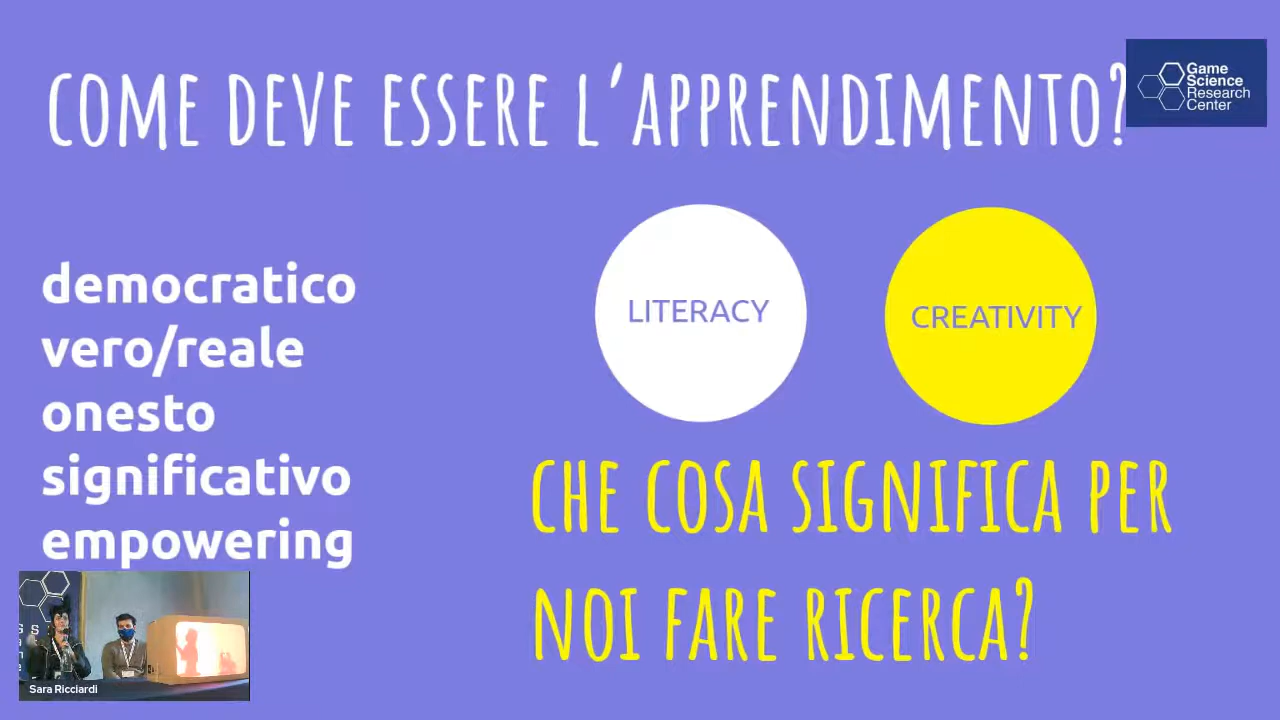 COME DEVE ESSERE L'APPRENDIMENTO?
Game
Science
Research
Center
democratico
vero/reale
onesto
significativo
empowering
LITERACY
CREATIVITY
CHE COSA SIGNIFICA PER
NOI FARE RICERCA?
G S
Sara Ricciardi